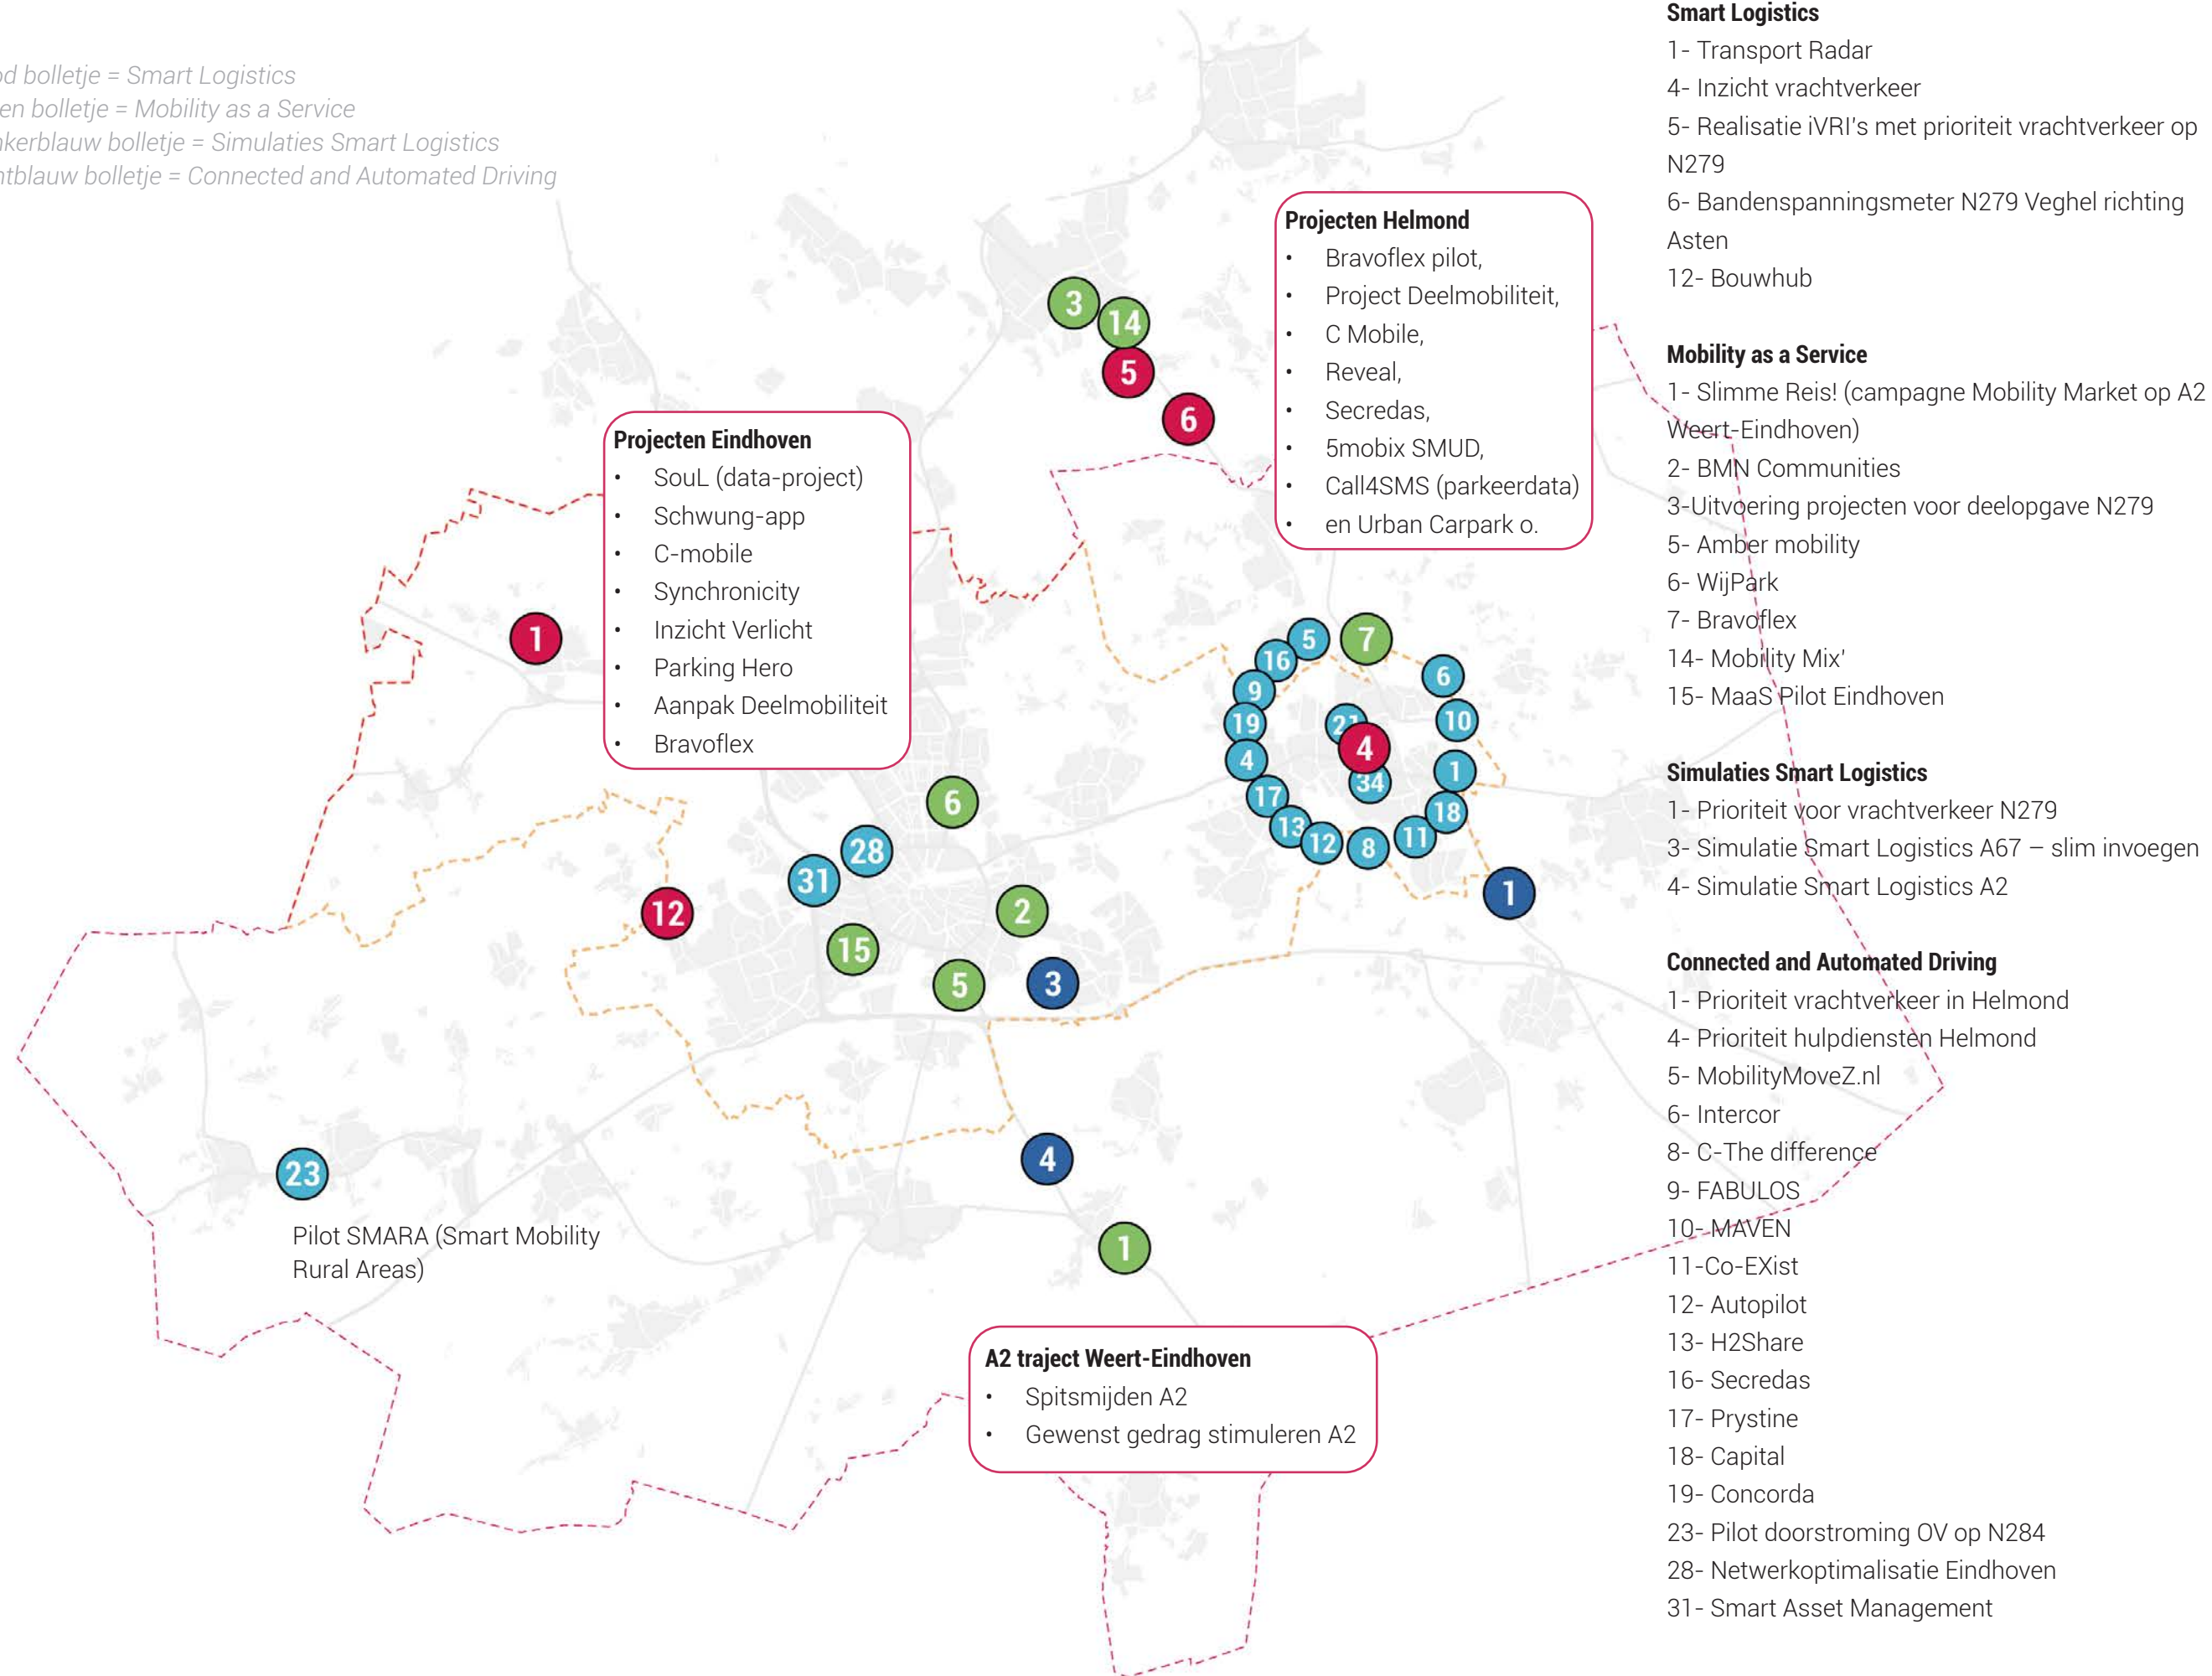 od bolletje = Smart Logistics
en bolletje = Mobility as a Service
nkerblauw bolletje = Simulaties Smart Logistics
htblauw bolletje = Connected and Automated Driving
Projecten Eindhoven
• SouL (data-project)
• Schwung-app
• C-mobile
• Synchronicity
• Inzicht Verlicht
• Parking Hero
• Aanpak Deelmobiliteit
• Bravoflex
Projecten Helmond
• Bravoflex pilot,
• Project Deelmobiliteit,
• C Mobile,
• Reveal,
• Secredas,
• 5mobix SMUD,
• Call4SMS (parkeerdata)
• en Urban Carpark o.
3
14
5
6
1
5
7
16
6
9
19
21
10
4
4
1
34
17
18
13
12
8
11
6
28
31
1
12
2
15
5
3
4
23
Pilot SMARA (Smart Mobility
Rural Areas)
1
A2 traject Weert-Eindhoven
• Spitsmijden A2
• Gewenst gedrag stimuleren A2
Smart Logistics
1- Transport Radar
4- Inzicht vrachtverkeer
5- Realisatie iVRI's met prioriteit vrachtverkeer op
N279
6- Bandenspanningsmeter N279 Veghel richting
Asten
12- Bouwhub
Mobility as a Service
1- Slimme Reis! (campagne Mobility Market op A2
Weert-Eindhoven)
2- BMN Communities
3-Uitvoering projecten voor deelopgave N279
5- Amber mobility
6- WijPark
7- Bravoflex
14- Mobility Mix'
15- MaaS Pilot Eindhoven
Simulaties Smart Logistics
1- Prioriteit voor vrachtverkeer N279
3- Simulatie Smart Logistics A67 – slim invoegen
4- Simulatie Smart Logistics A2
Connected and Automated Driving
1- Prioriteit vrachtverkeer in Helmond
4- Prioriteit hulpdiensten Helmond
5- MobilityMoveZ.nl
6- Intercor
8- C-The difference
9- FABULOS
10- MAVEN
11-Co-EXist
12- Autopilot
13- H2Share
16- Secredas
17- Prystine
18- Capital
19- Concorda
23- Pilot doorstroming OV op N284
28- Netwerkoptimalisatie Eindhoven
31- Smart Asset Management